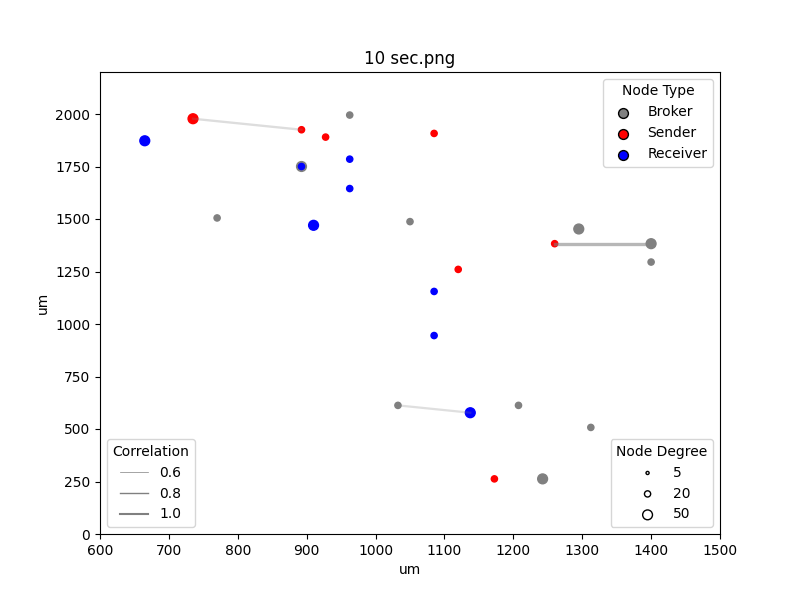 10 sec.png
Node Type
Broker
Sender
Receiver
2000
1750
1500
1250
1000
750
500
250
0
um
Correlation
0.6
0.8
1.0
Node Degree
5
20
50
600 700 800 900 1000 1100 1200 1300 1400 1500
um